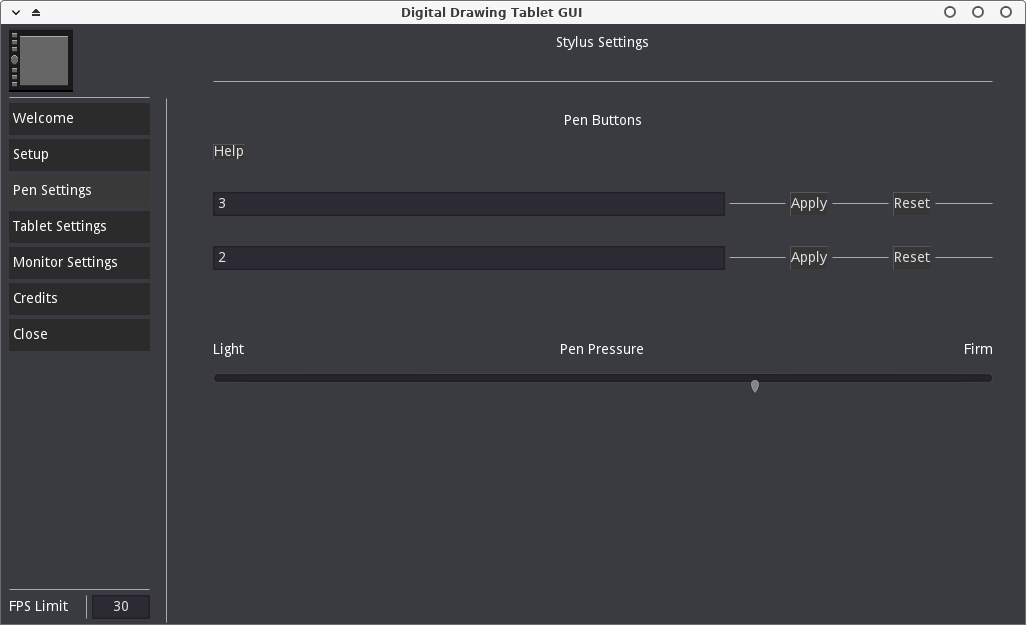 Digital Drawing Tablet GUI
Stylus Settings
Welcome
Setup
Pen Settings
Tablet Settings
Monitor Settings
Credits
Close
Pen Buttons
Help
3 Apply Reset
2 Apply Reset
Light Pen Pressure Firm
FPS Limit 30